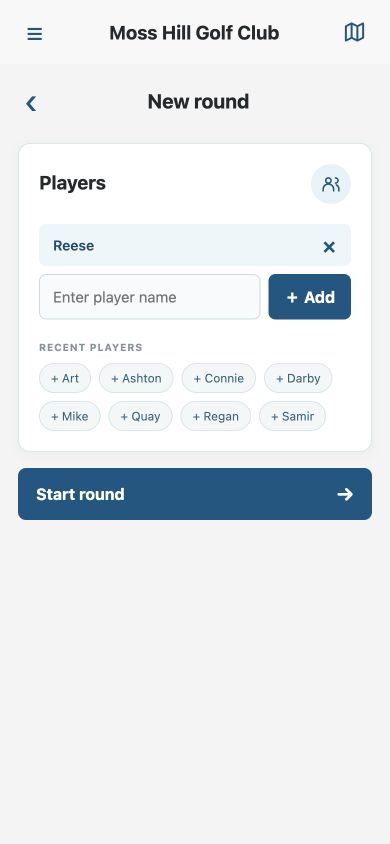 Moss Hill Golf Club
New round
Players
Reese
Enter player name
+ Add
RECENT PLAYERS
+ Art + Ashton + Connie + Darby
+ Mike + Quay + Regan + Samir
Start round